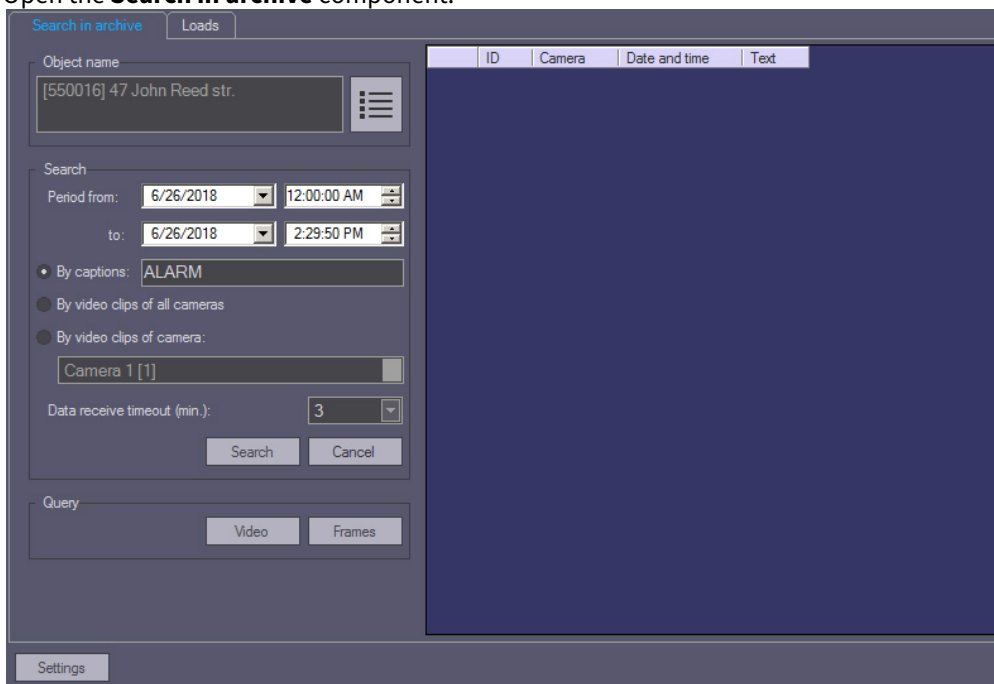 Open the Search in archive component.
Search in archive Loads
Object name
[550016] 47 John Reed str.
ID Camera Date and time Text
Search
Period from: 6/26/2018 12:00:00 AM
to: 6/26/2018 2:29:50 PM
By captions: ALARM
By video clips of all cameras
By video clips of camera:
Camera 1 [1]
Data receive timeout (min.): 3
Search Cancel
Query
Video Frames
Settings